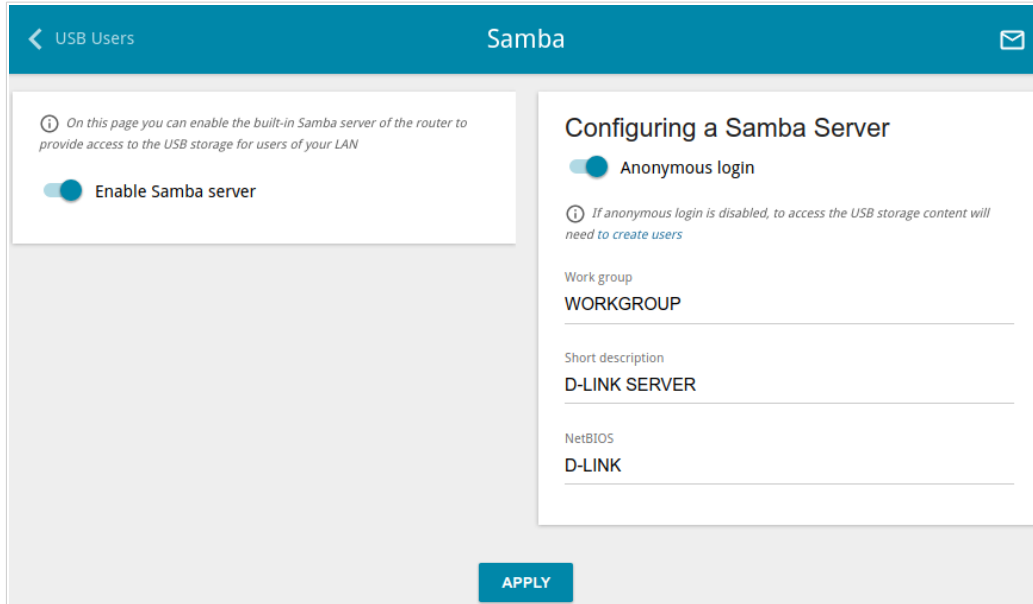 USB Users
Samba
On this page you can enable the built-in Samba server of the router to
provide access to the USB storage for users of your LAN
Enable Samba server
Configuring a Samba Server
Anonymous login
If anonymous login is disabled, to access the USB storage content will
need to create users
Work group
WORKGROUP
Short description
D-LINK SERVER
NetBIOS
D-LINK
APPLY